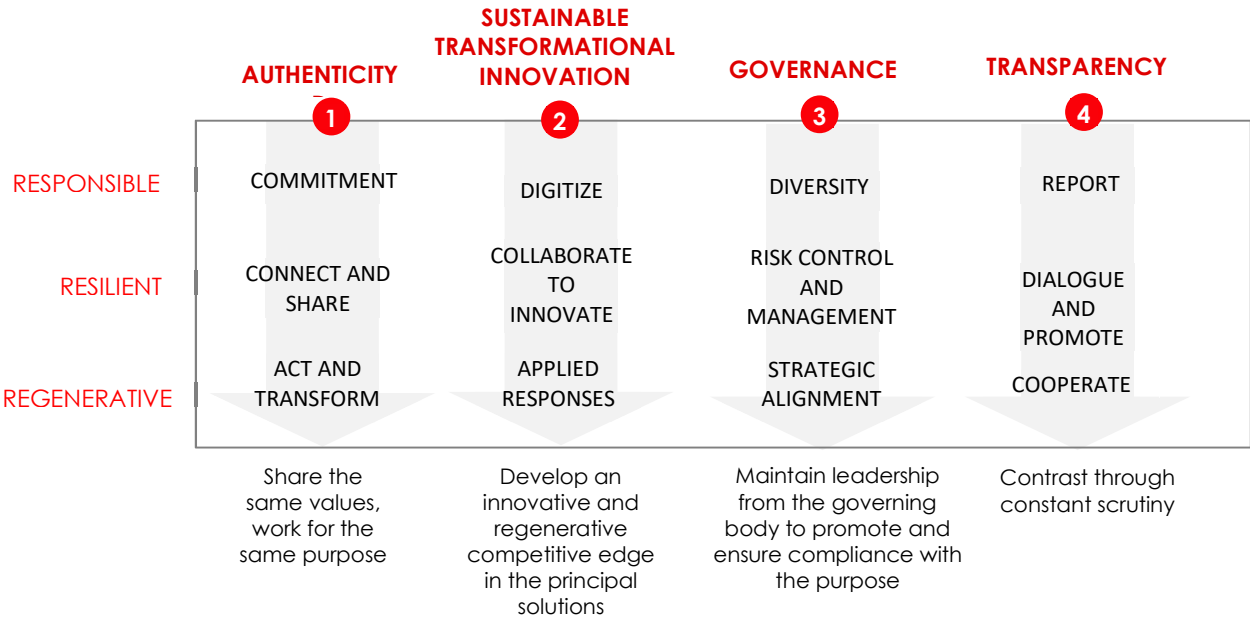 SUSTAINABLE
TRANSFORMATIONAL
INNOVATION
AUTHENTICITY
GOVERNANCE
TRANSPARENCY
1
2
3
4
RESPONSIBLE
COMMITMENT
DIGITIZE
DIVERSITY
REPORT
RESILIENT
CONNECT AND
SHARE
COLLABORATE
TO
INNOVATE
RISK CONTROL
AND
MANAGEMENT
DIALOGUE
AND
PROMOTE
REGENERATIVE
ACT AND
TRANSFORM
APPLIED
RESPONSES
STRATEGIC
ALIGNMENT
COOPERATE
Share the
same values,
work for the
same purpose
Develop an
innovative and
regenerative
competitive edge
in the principal
solutions
Maintain leadership
from the governing
body to promote and
ensure compliance with
the purpose
Contrast through
constant scrutiny